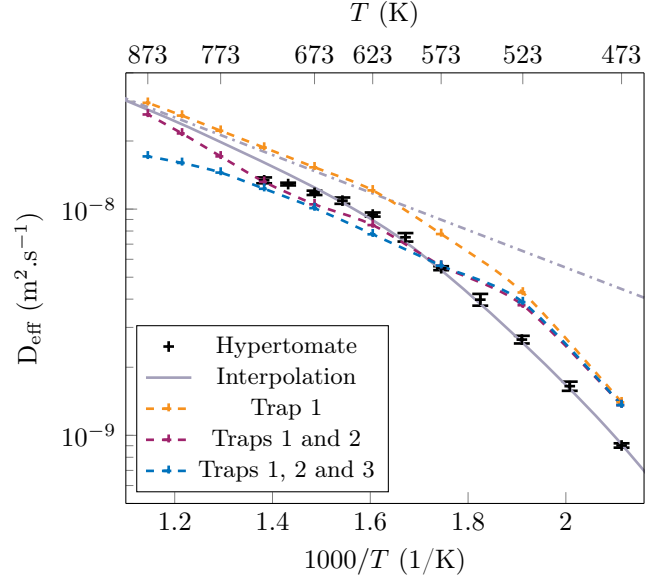 T (K)
873 773 673 623 573 523 473
10⁻⁸
10⁻⁹
D_eff (m².s⁻¹)
Hypertomate
Interpolation
Trap 1
Traps 1 and 2
Traps 1, 2 and 3
1.2 1.4 1.6 1.8 2
1000/T (1/K)